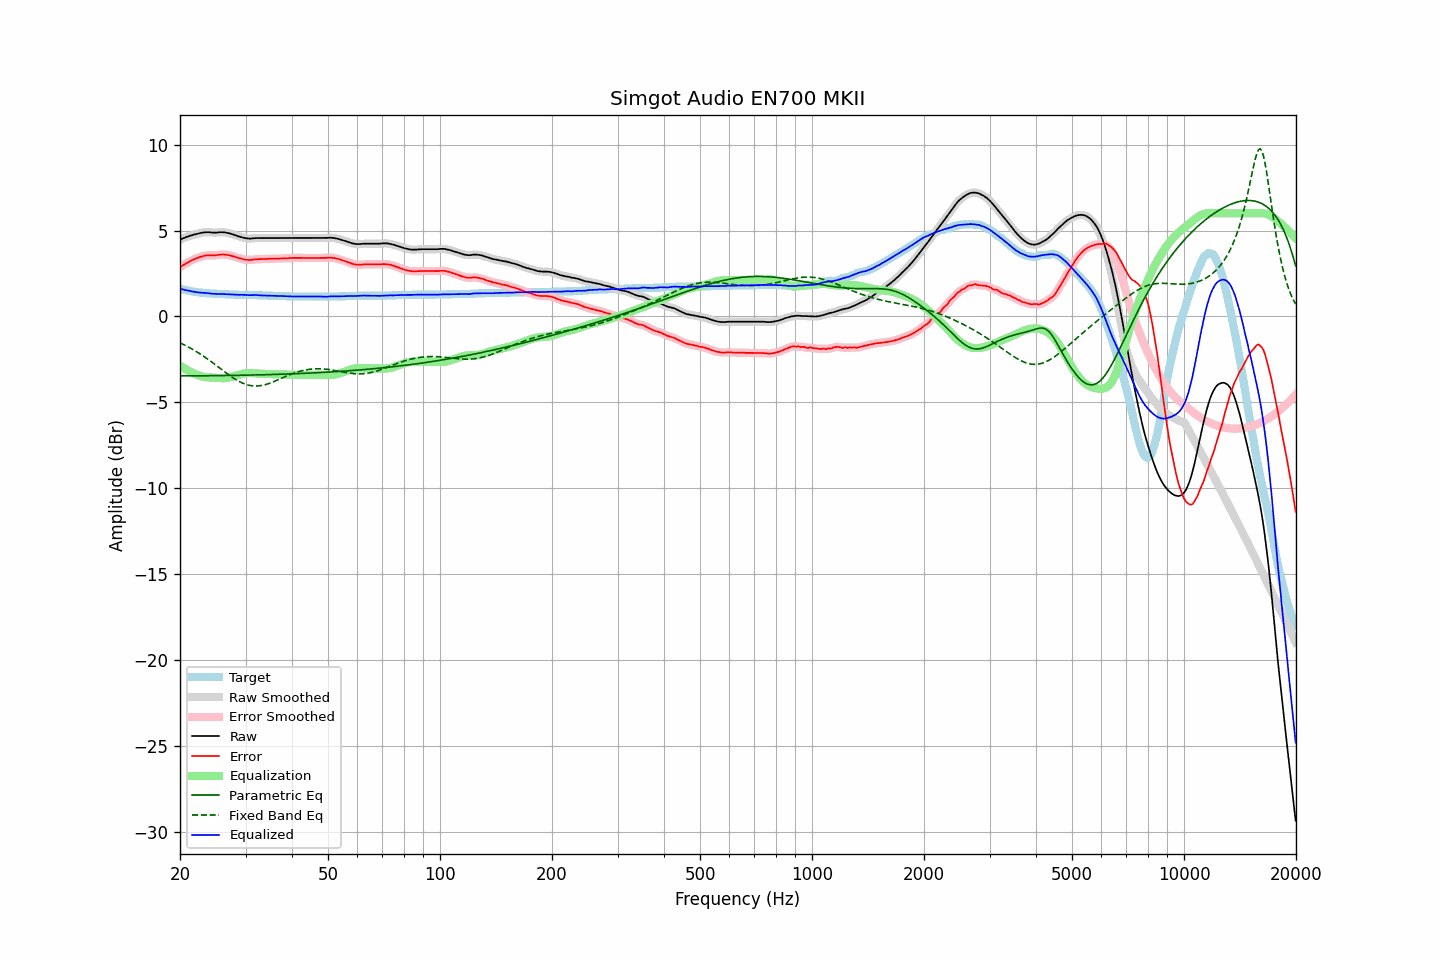 Simgot Audio EN700 MKII
Amplitude (dBr)
10
5
0
−5
−10
−15
−20
−25
−30
Target
Raw Smoothed
Error Smoothed
Raw
Error
Equalization
Parametric Eq
Fixed Band Eq
Equalized
20 50 100 200 500 1000 2000 5000 10000 20000
Frequency (Hz)